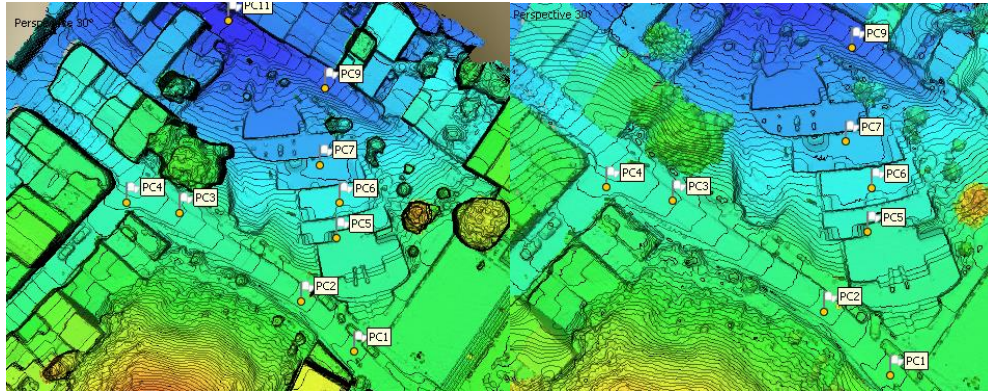 Perspective 30°
PC11
PC9
PC7
PC4
PC3
PC6
PC5
PC2
PC1
Perspective 30°
PC9
PC7
PC4
PC3
PC6
PC5
PC2
PC1